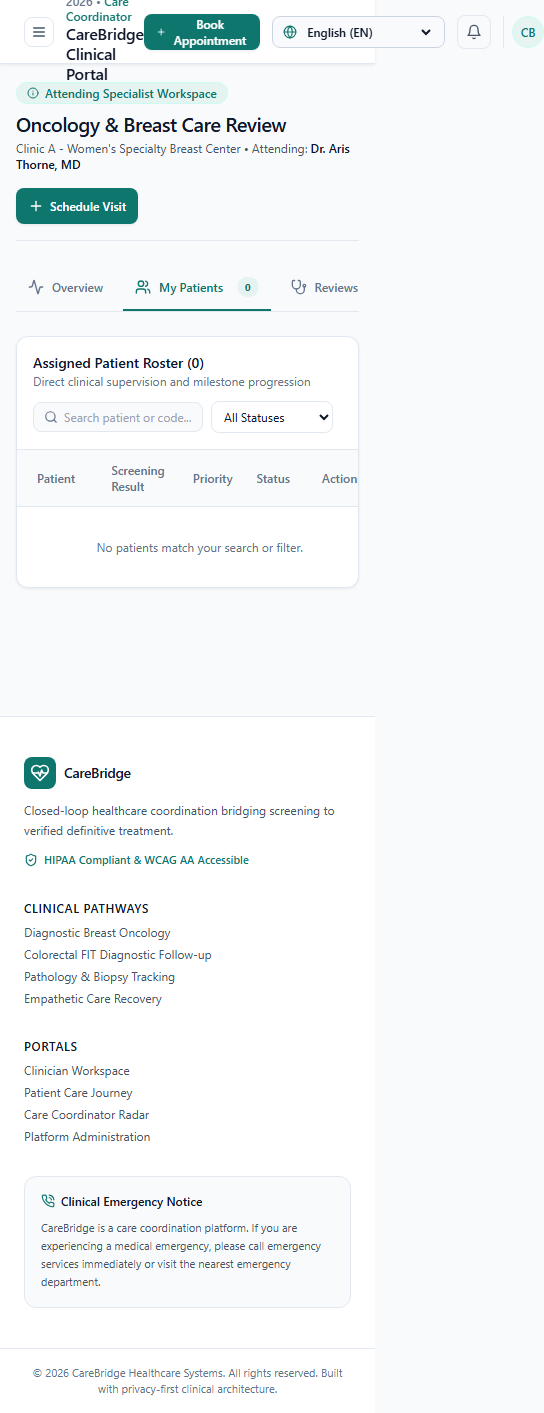 2026 • Care
Coordinator
CareBridge
Clinical
Portal
+ Book
Appointment
English (EN)
CB
Attending Specialist Workspace
Oncology & Breast Care Review
Clinic A - Women's Specialty Breast Center • Attending: Dr. Aris
Thorne, MD
+ Schedule Visit
Overview
My Patients 0
Reviews
Assigned Patient Roster (0)
Direct clinical supervision and milestone progression
Search patient or code...
All Statuses
Patient
Screening
Result
Priority
Status
Action
No patients match your search or filter.
CareBridge
Closed-loop healthcare coordination bridging screening to
verified definitive treatment.
HIPAA Compliant & WCAG AA Accessible
CLINICAL PATHWAYS
Diagnostic Breast Oncology
Colorectal FIT Diagnostic Follow-up
Pathology & Biopsy Tracking
Empathetic Care Recovery
PORTALS
Clinician Workspace
Patient Care Journey
Care Coordinator Radar
Platform Administration
Clinical Emergency Notice
CareBridge is a care coordination platform. If you are
experiencing a medical emergency, please call emergency
services immediately or visit the nearest emergency
department.
© 2026 CareBridge Healthcare Systems. All rights reserved. Built
with privacy-first clinical architecture.